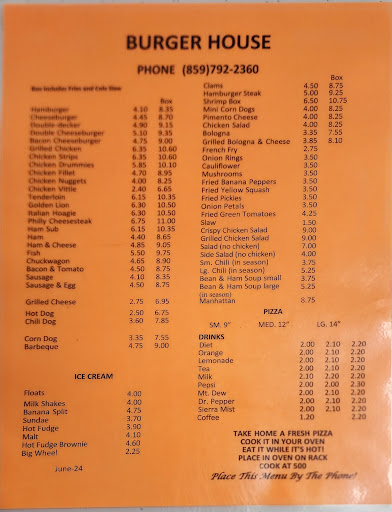 BURGER HOUSE
PHONE (859)792-2360
Box Includes Fries and Cole Slaw
Box
Hamburger 4.10 8.35
Cheeseburger 4.45 8.70
Double-decker 4.90 9.15
Double Cheeseburger 5.10 9.35
Bacon Cheeseburger 4.75 9.00
Grilled Chicken 6.35 10.60
Chicken Strips 6.35 10.60
Chicken Drummies 5.85 10.10
Chicken Fillet 4.70 8.95
Chicken Nuggets 4.00 8.25
Chicken Vittle 2.40 6.65
Tenderloin 6.15 10.35
Golden Lion 6.30 10.50
Italian Hoagie 6.30 10.50
Philly Cheesesteak 6.75 11.00
Ham Sub 6.15 10.35
Ham 4.40 8.65
Ham & Cheese 4.85 9.05
Fish 5.50 9.75
Chuckwagon 4.65 8.90
Bacon & Tomato 4.50 8.75
Sausage 4.10 8.35
Sausage & Egg 4.50 8.75
Grilled Cheese 2.75 6.95
Hot Dog 2.50 6.75
Chili Dog 3.60 7.85
Corn Dog 3.35 7.55
Barbeque 4.75 9.00
ICE CREAM
Floats 4.00
Milk Shakes 4.00
Banana Split 4.75
Sundae 3.70
Hot Fudge 3.90
Malt 4.10
Hot Fudge Brownie 4.60
Big Wheel 2.25
June-24
Box
Clams 4.50 8.75
Hamburger Steak 5.00 9.25
Shrimp Box 6.50 10.75
Mini Corn Dogs 4.00 8.25
Pimento Cheese 4.00 8.25
Chicken Salad 4.00 8.25
Bologna 3.35 7.55
Grilled Bologna & Cheese 3.85 8.10
French Fry 2.75
Onion Rings 3.50
Cauliflower 3.50
Mushrooms 3.50
Fried Banana Peppers 3.50
Fried Yellow Squash 3.50
Fried Pickles 3.50
Onion Petals 3.50
Fried Green Tomatoes 4.25
Slaw 1.50
Crispy Chicken Salad 9.00
Grilled Chicken Salad 9.00
Salad (no chicken) 7.00
Side Salad (no chicken) 4.00
Sm. Chili (in season) 3.75
Lg. Chili (in season) 5.25
Bean & Ham Soup small 3.75
Bean & Ham Soup large 5.25
(in season)
Manhattan 8.75
PIZZA
SM. 9" MED. 12" LG. 14"
DRINKS
Diet 2.00 2.10 2.20
Orange 2.00 2.10 2.20
Lemonade 2.00 2.10 2.20
Tea 2.00 2.10 2.20
Milk 2.10 2.20 2.20
Pepsi 2.00 2.00 2.30
Mt. Dew 2.00 2.10 2.20
Dr. Pepper 2.00 2.10 2.20
Sierra Mist 2.00 2.10 2.20
Coffee 1.20 2.20
TAKE HOME A FRESH PIZZA
COOK IT IN YOUR OVEN
EAT IT WHILE IT'S HOT!
PLACE IN OVEN ON RACK
COOK AT 500
Place This Menu By The Phone!